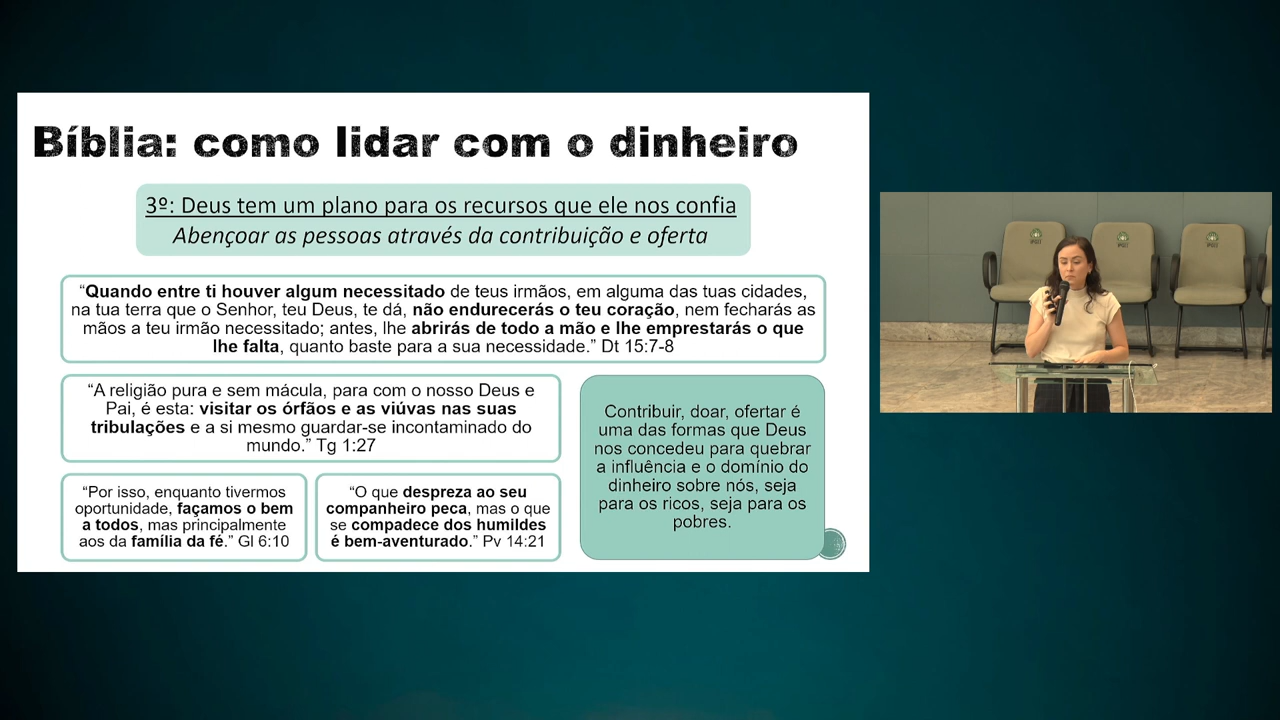 Bíblia: como lidar com o dinheiro
3º: Deus tem um plano para os recursos que ele nos confia
Abençoar as pessoas através da contribuição e oferta
“Quando entre ti houver algum necessitado de teus irmãos, em alguma das tuas cidades,
na tua terra que o Senhor, teu Deus, te dá, não endurecerás o teu coração, nem fecharás as
mãos a teu irmão necessitado; antes, lhe abrirás de todo a mão e lhe emprestarás o que
lhe falta, quanto baste para a sua necessidade.” Dt 15:7-8
“A religião pura e sem mácula, para com o nosso Deus e
Pai, é esta: visitar os órfãos e as viúvas nas suas
tribulações e a si mesmo guardar-se incontaminado do
mundo.” Tg 1:27
“Por isso, enquanto tivermos
oportunidade, façamos o bem
a todos, mas principalmente
aos da família da fé.” Gl 6:10
“O que despreza ao seu
companheiro peca, mas o que
se compadece dos humildes
é bem-aventurado.” Pv 14:21
Contribuir, doar, ofertar é
uma das formas que Deus
nos concedeu para quebrar
a influência e o domínio do
dinheiro sobre nós, seja
para os ricos, seja para os
pobres.